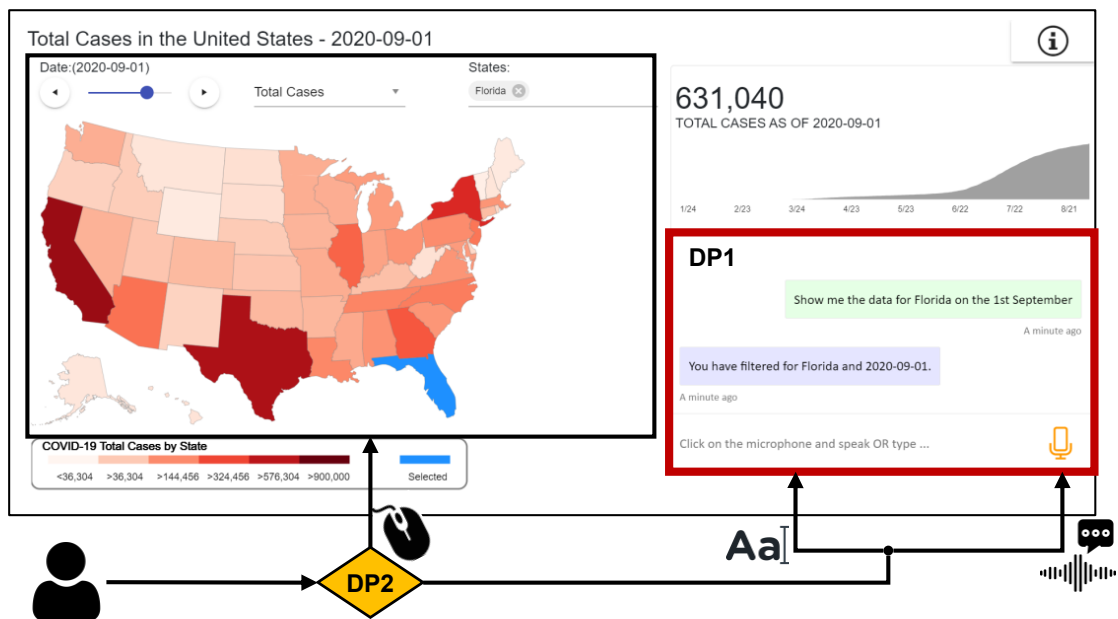 Total Cases in the United States - 2020-09-01
Date:(2020-09-01)
Total Cases
States:
Florida
631,040
TOTAL CASES AS OF 2020-09-01
1/24 2/23 3/24 4/23 5/23 6/22 7/22 8/21
DP1
Show me the data for Florida on the 1st September
A minute ago
You have filtered for Florida and 2020-09-01.
A minute ago
Click on the microphone and speak OR type ...
COVID-19 Total Cases by State
<36,304 >36,304 >144,456 >324,456 >576,304 >900,000 Selected
Aa
DP2